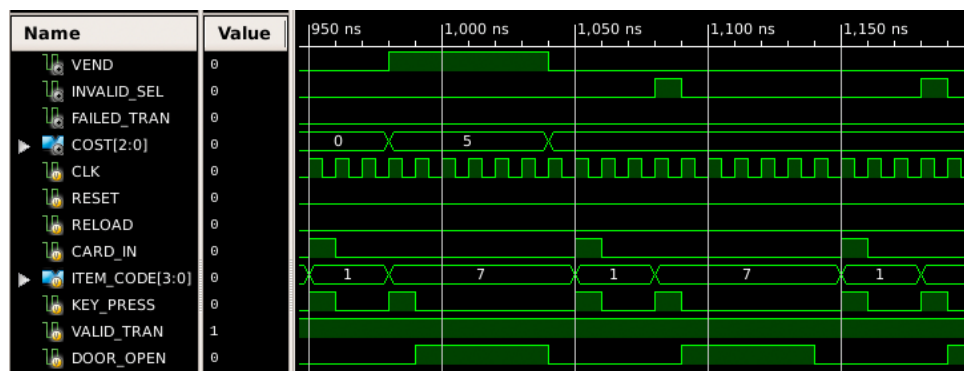 Name Value 950 ns 1,000 ns 1,050 ns 1,100 ns 1,150 ns
VEND 0
INVALID_SEL 0
FAILED_TRAN 0
COST[2:0] 0 0 5
CLK 0
RESET 0
RELOAD 0
CARD_IN 0
ITEM_CODE[3:0] 0 1 7 1 7 1
KEY_PRESS 0
VALID_TRAN 1
DOOR_OPEN 0